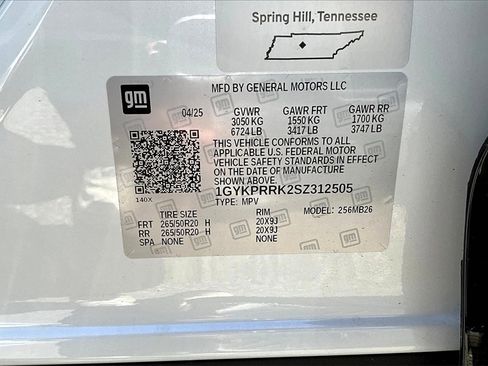 Spring Hill, Tennessee
gm
MFD BY GENERAL MOTORS LLC
04/25 GVWR GAWR FRT GAWR RR
3050 KG 1550 KG 1700 KG
6724 LB 3417 LB 3747 LB
THIS VEHICLE CONFORMS TO ALL
APPLICABLE U.S. FEDERAL MOTOR
VEHICLE SAFETY STANDARDS IN EFFECT
ON THE DATE OF MANUFACTURE
SHOWN ABOVE.
1GYKPRRK2SZ312505
140X TYPE: MPV
TIRE SIZE RIM MODEL: 256MB26
FRT 265/50R20 H 20X9J
RR 265/50R20 H 20X9J
SPA NONE NONE